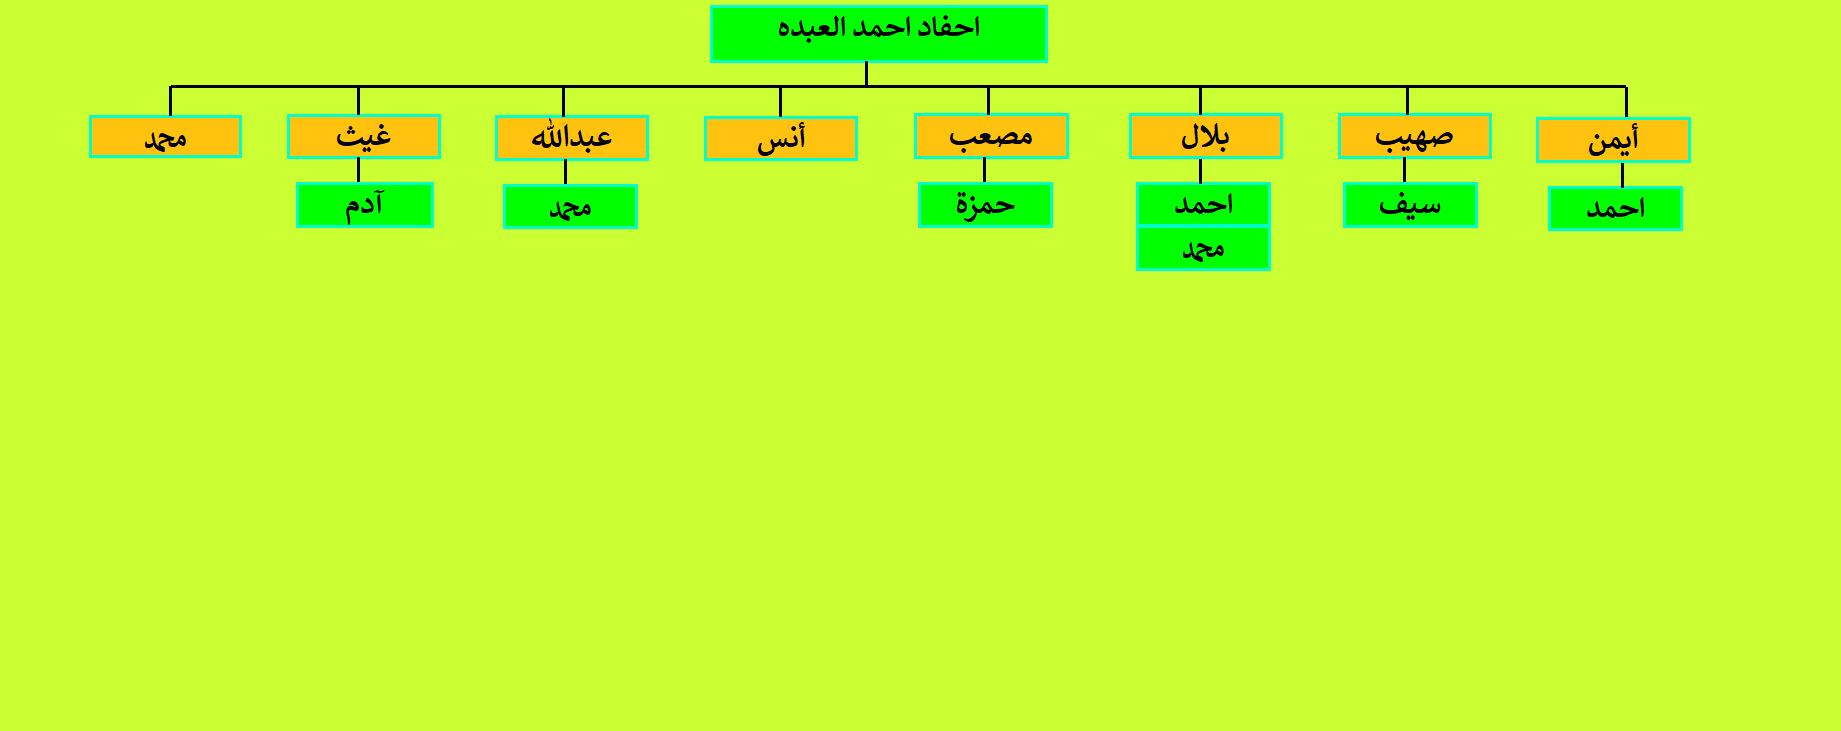 احفاد احمد العبده
أيمن
صهيب
بلال
مصعب
أنس
عبدالله
غيث
محمد
احمد
سيف
احمد
حمزة
محمد
آدم
محمد